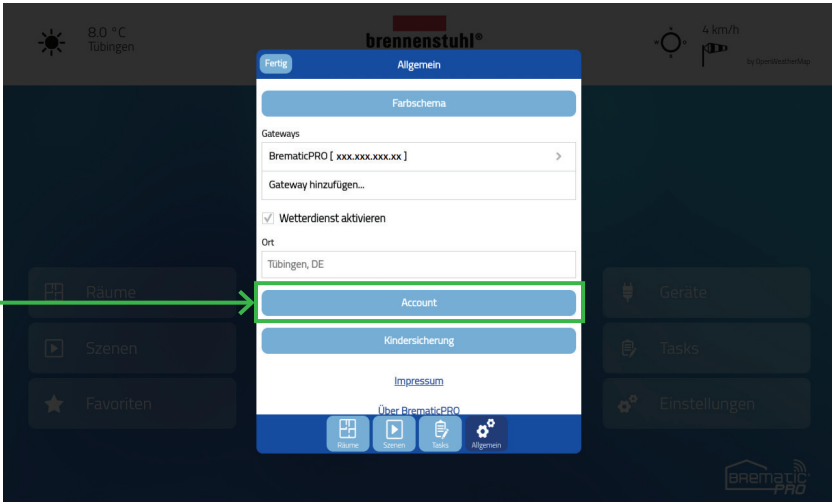 8.0 °C
Tübingen
brennenstuhl®
4 km/h
by OpenWeatherMap
Fertig
Allgemein
Farbschema
Gateways
BrematicPRO [ xxx.xxx.xxx.xx ]
Gateway hinzufügen...
Wetterdienst aktivieren
Ort
Tübingen, DE
Account
Kindersicherung
Impressum
Über BrematicPRO
Räume
Szenen
Favoriten
Geräte
Tasks
Einstellungen
Räume
Szenen
Tasks
Allgemein
BREMATIC
PRO